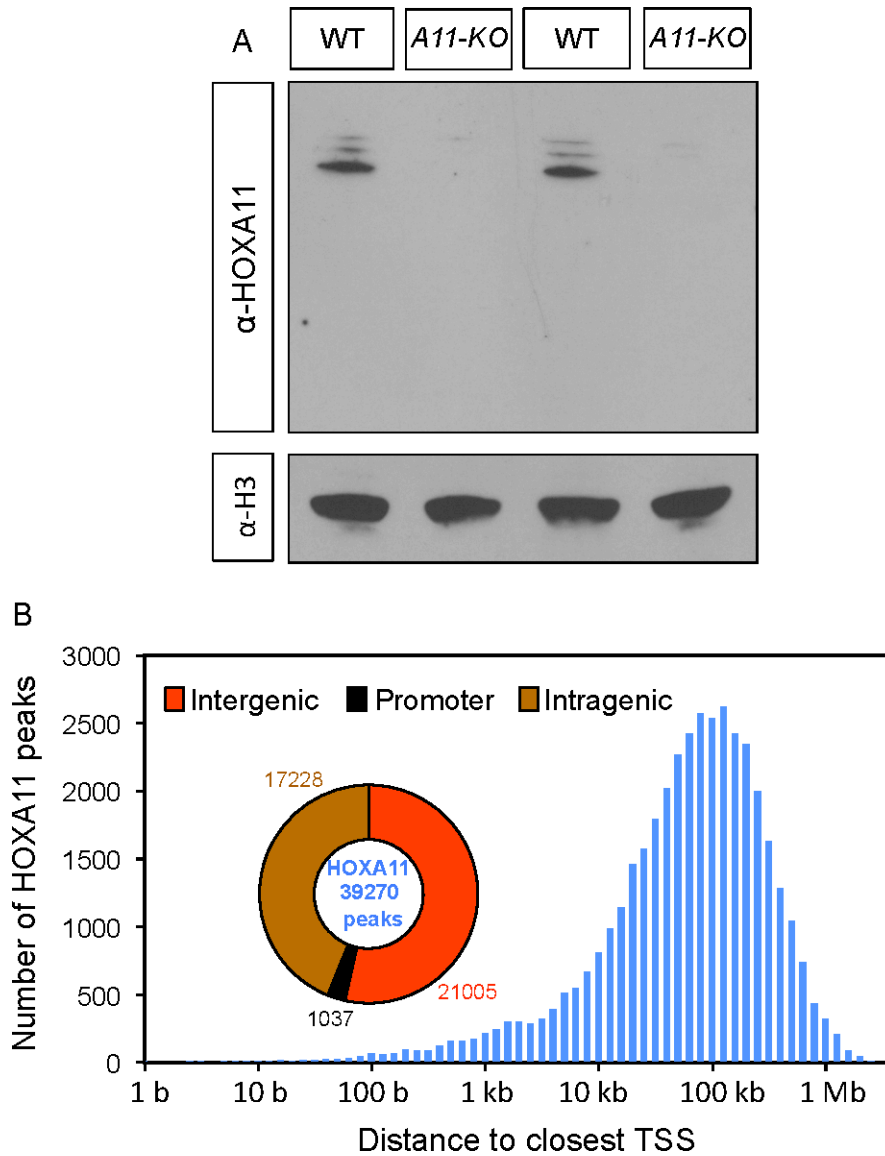 A
WT
A11-KO
WT
A11-KO
α-HOXA11
α-H3
B
Number of HOXA11 peaks
3000
2500
2000
1500
1000
500
0
Intergenic
Promoter
Intragenic
17228
HOXA11
39270
peaks
1037
21005
1 b
10 b
100 b
1 kb
10 kb
100 kb
1 Mb
Distance to closest TSS